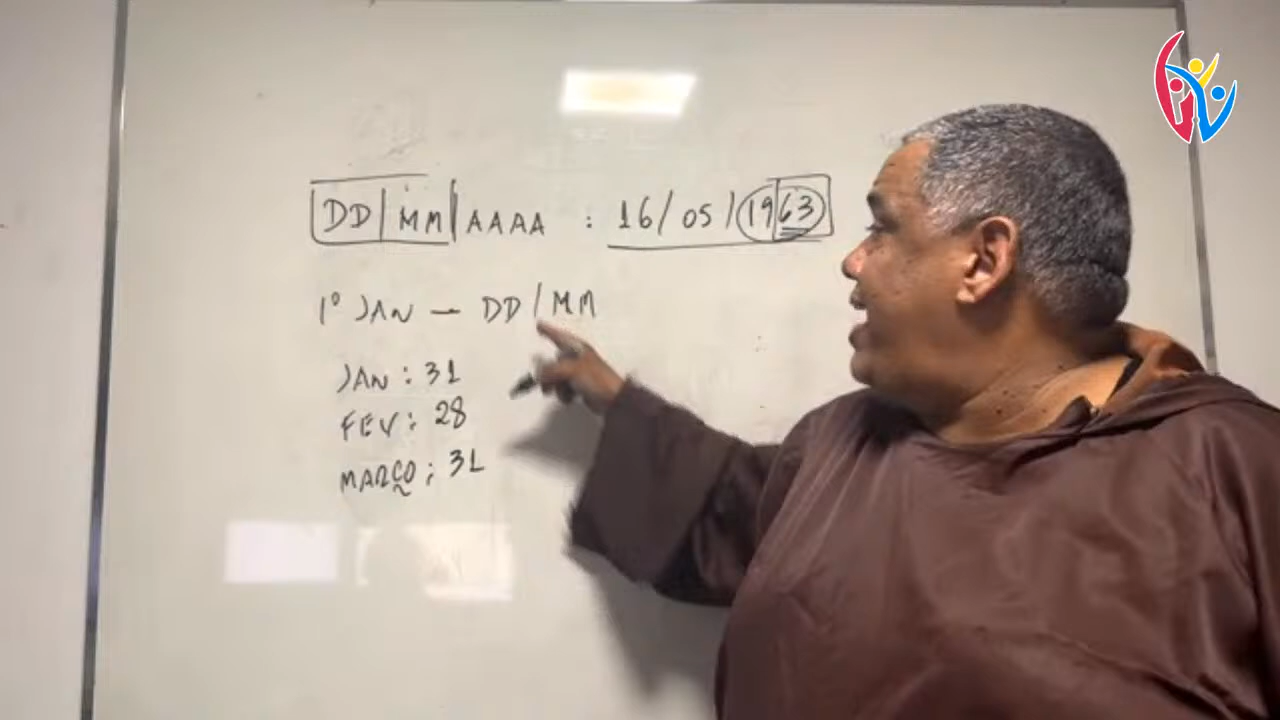 DD/MM/AAAA : 16/05/1963
1º JAN — DD/MM
JAN : 31
FEV : 28
MARÇO : 31